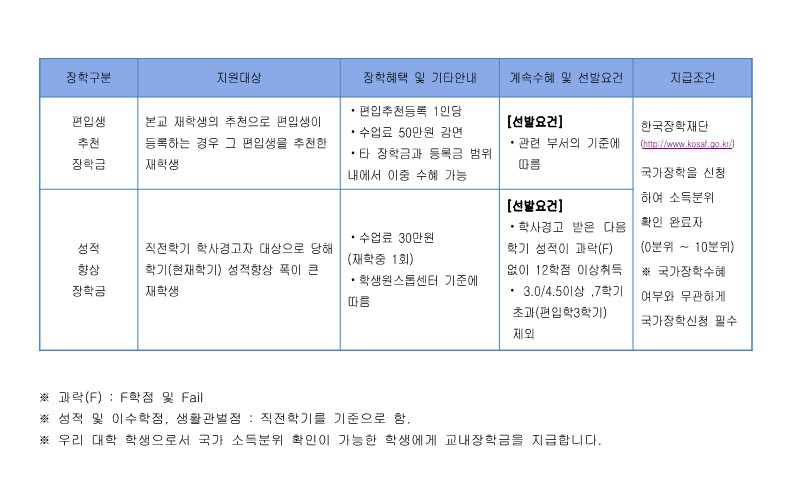 장학구분
지원대상
장학혜택 및 기타안내
계속수혜 및 선발요건
지급조건
편입생
추천
장학금
본교 재학생의 추천으로 편입생이
등록하는 경우 그 편입생을 추천한
재학생
・편입추천등록 1인당
・수업료 50만원 감면
・타 장학금과 등록금 범위
내에서 이중 수혜 가능
[선발요건]
・관련 부서의 기준에
따름
한국장학재단
(http://www.kosaf.go.kr/)
국가장학금을 신청
하여 소득분위
확인 완료자
(0분위 ~ 10분위)
※ 국가장학수혜
여부와 무관하게
국가장학신청 필수
성적
향상
장학금
직전학기 학사경고자 대상으로 당해
학기(현재학기) 성적향상 폭이 큰
재학생
・수업료 30만원
(재학중 1회)
・학생원스톱센터 기준에
따름
[선발요건]
・학사경고 받은 다음
학기 성적이 과락(F)
없이 12학점 이상취득
・ 3.0/4.5이상 ,7학기
초과(편입학3학기)
제외
※ 과락(F) : F학점 및 Fail
※ 성적 및 이수학점, 생활관벌점 : 직전학기를 기준으로 함.
※ 우리 대학 학생으로서 국가 소득분위 확인이 가능한 학생에게 교내장학금을 지급합니다.